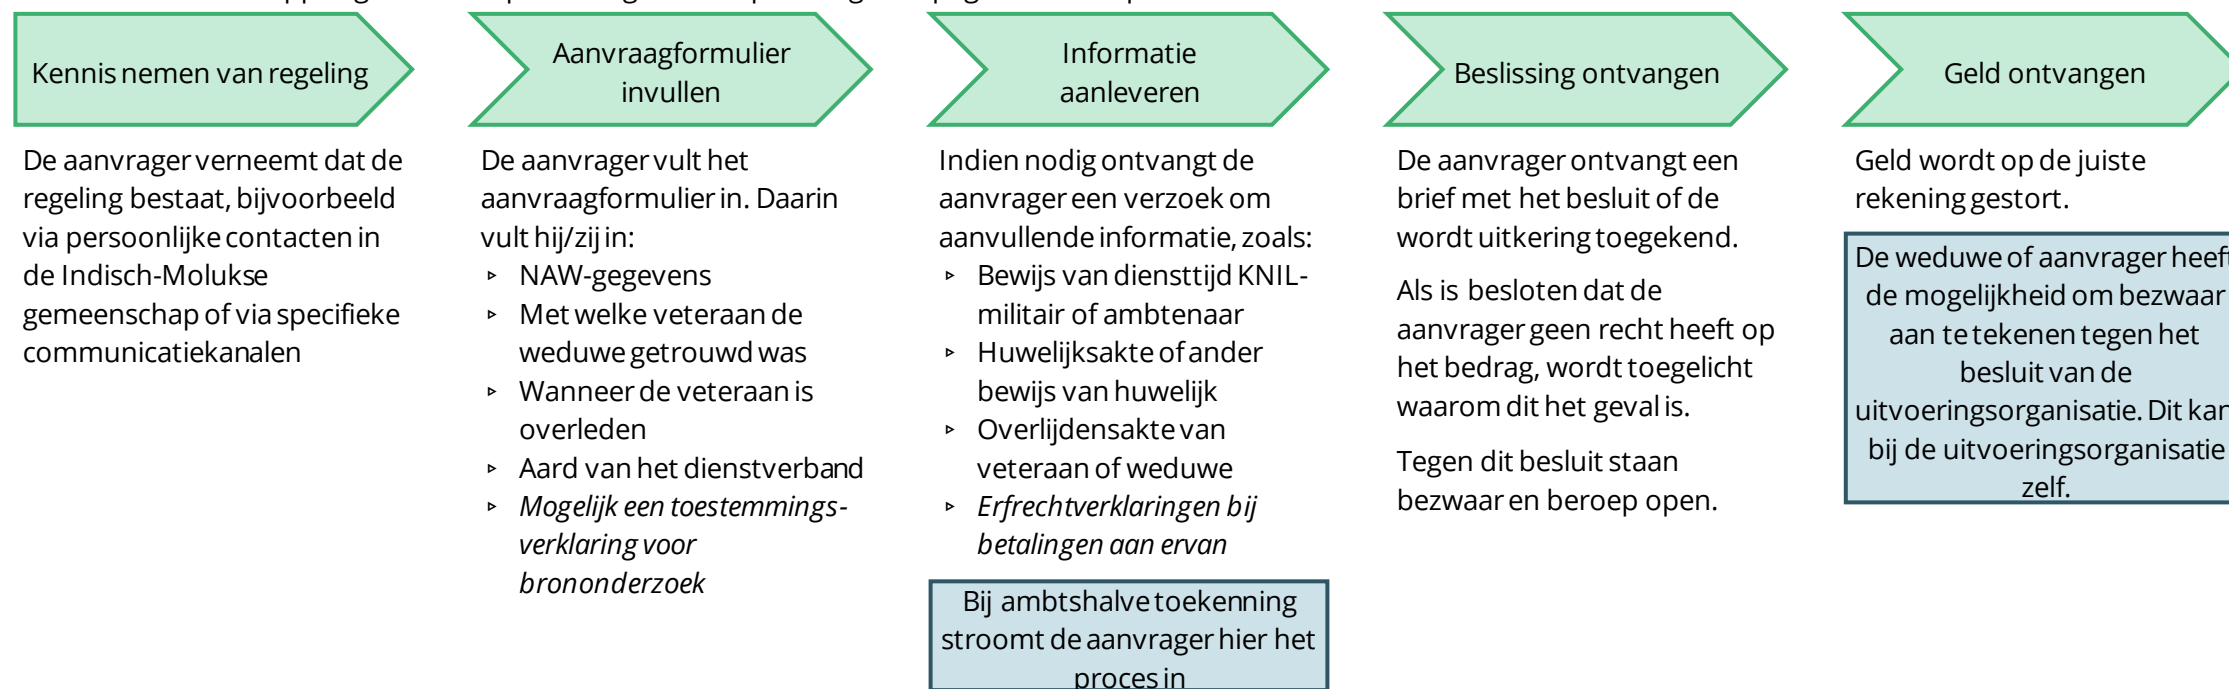 Kennis nemen van regeling
De aanvrager verneemt dat de
regeling bestaat, bijvoorbeeld
via persoonlijke contacten in
de Indisch-Molukse
gemeenschap of via specifieke
communicatiekanalen
Aanvraagformulier
invullen
De aanvrager vult het
aanvraagformulier in. Daarin
vult hij/zij in:
▹ NAW-gegevens
▹ Met welke veteraan de
weduwe getrouwd was
▹ Wanneer de veteraan is
overleden
▹ Aard van het dienstverband
▹ Mogelijk een toestemmings-
verklaring voor
brononderzoek
Informatie
aanleveren
Indien nodig ontvangt de
aanvrager een verzoek om
aanvullende informatie, zoals:
▹ Bewijs van diensttijd KNIL-
militair of ambtenaar
▹ Huwelijksakte of ander
bewijs van huwelijk
▹ Overlijdensakte van
veteraan of weduwe
▹ Erfrechtverklaringen bij
betalingen aan ervan
Bij ambtshalve toekenning
stroomt de aanvrager hier het
proces in
Beslissing ontvangen
De aanvrager ontvangt een
brief met het besluit of de
wordt uitkering toegekend.
Als is besloten dat de
aanvrager geen recht heeft op
het bedrag, wordt toegelicht
waarom dit het geval is.
Tegen dit besluit staan
bezwaar en beroep open.
Geld ontvangen
Geld wordt op de juiste
rekening gestort.
De weduwe of aanvrager heeft
de mogelijkheid om bezwaar
aan te tekenen tegen het
besluit van de
uitvoeringsorganisatie. Dit kan
bij de uitvoeringsorganisatie
zelf.